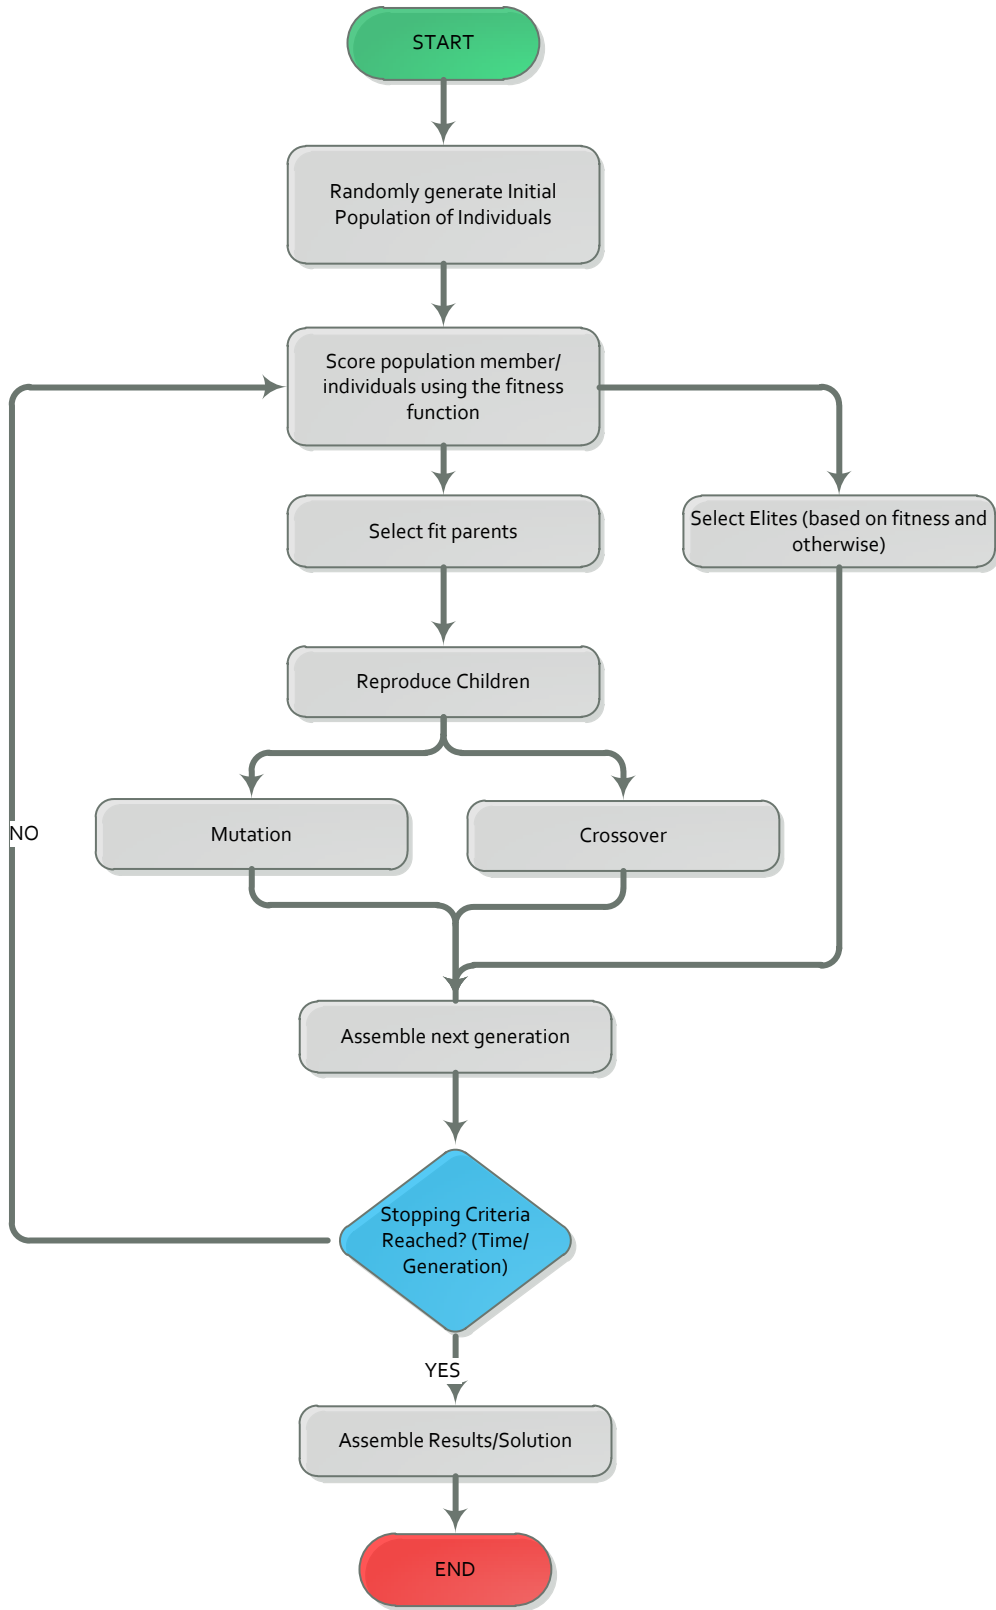 START
Randomly generate Initial
Population of Individuals
Score population member/
individuals using the fitness
function
Select fit parents
Select Elites (based on fitness and
otherwise)
Reproduce Children
Mutation
Crossover
NO
Assemble next generation
Stopping Criteria
Reached? (Time/
Generation)
YES
Assemble Results/Solution
END